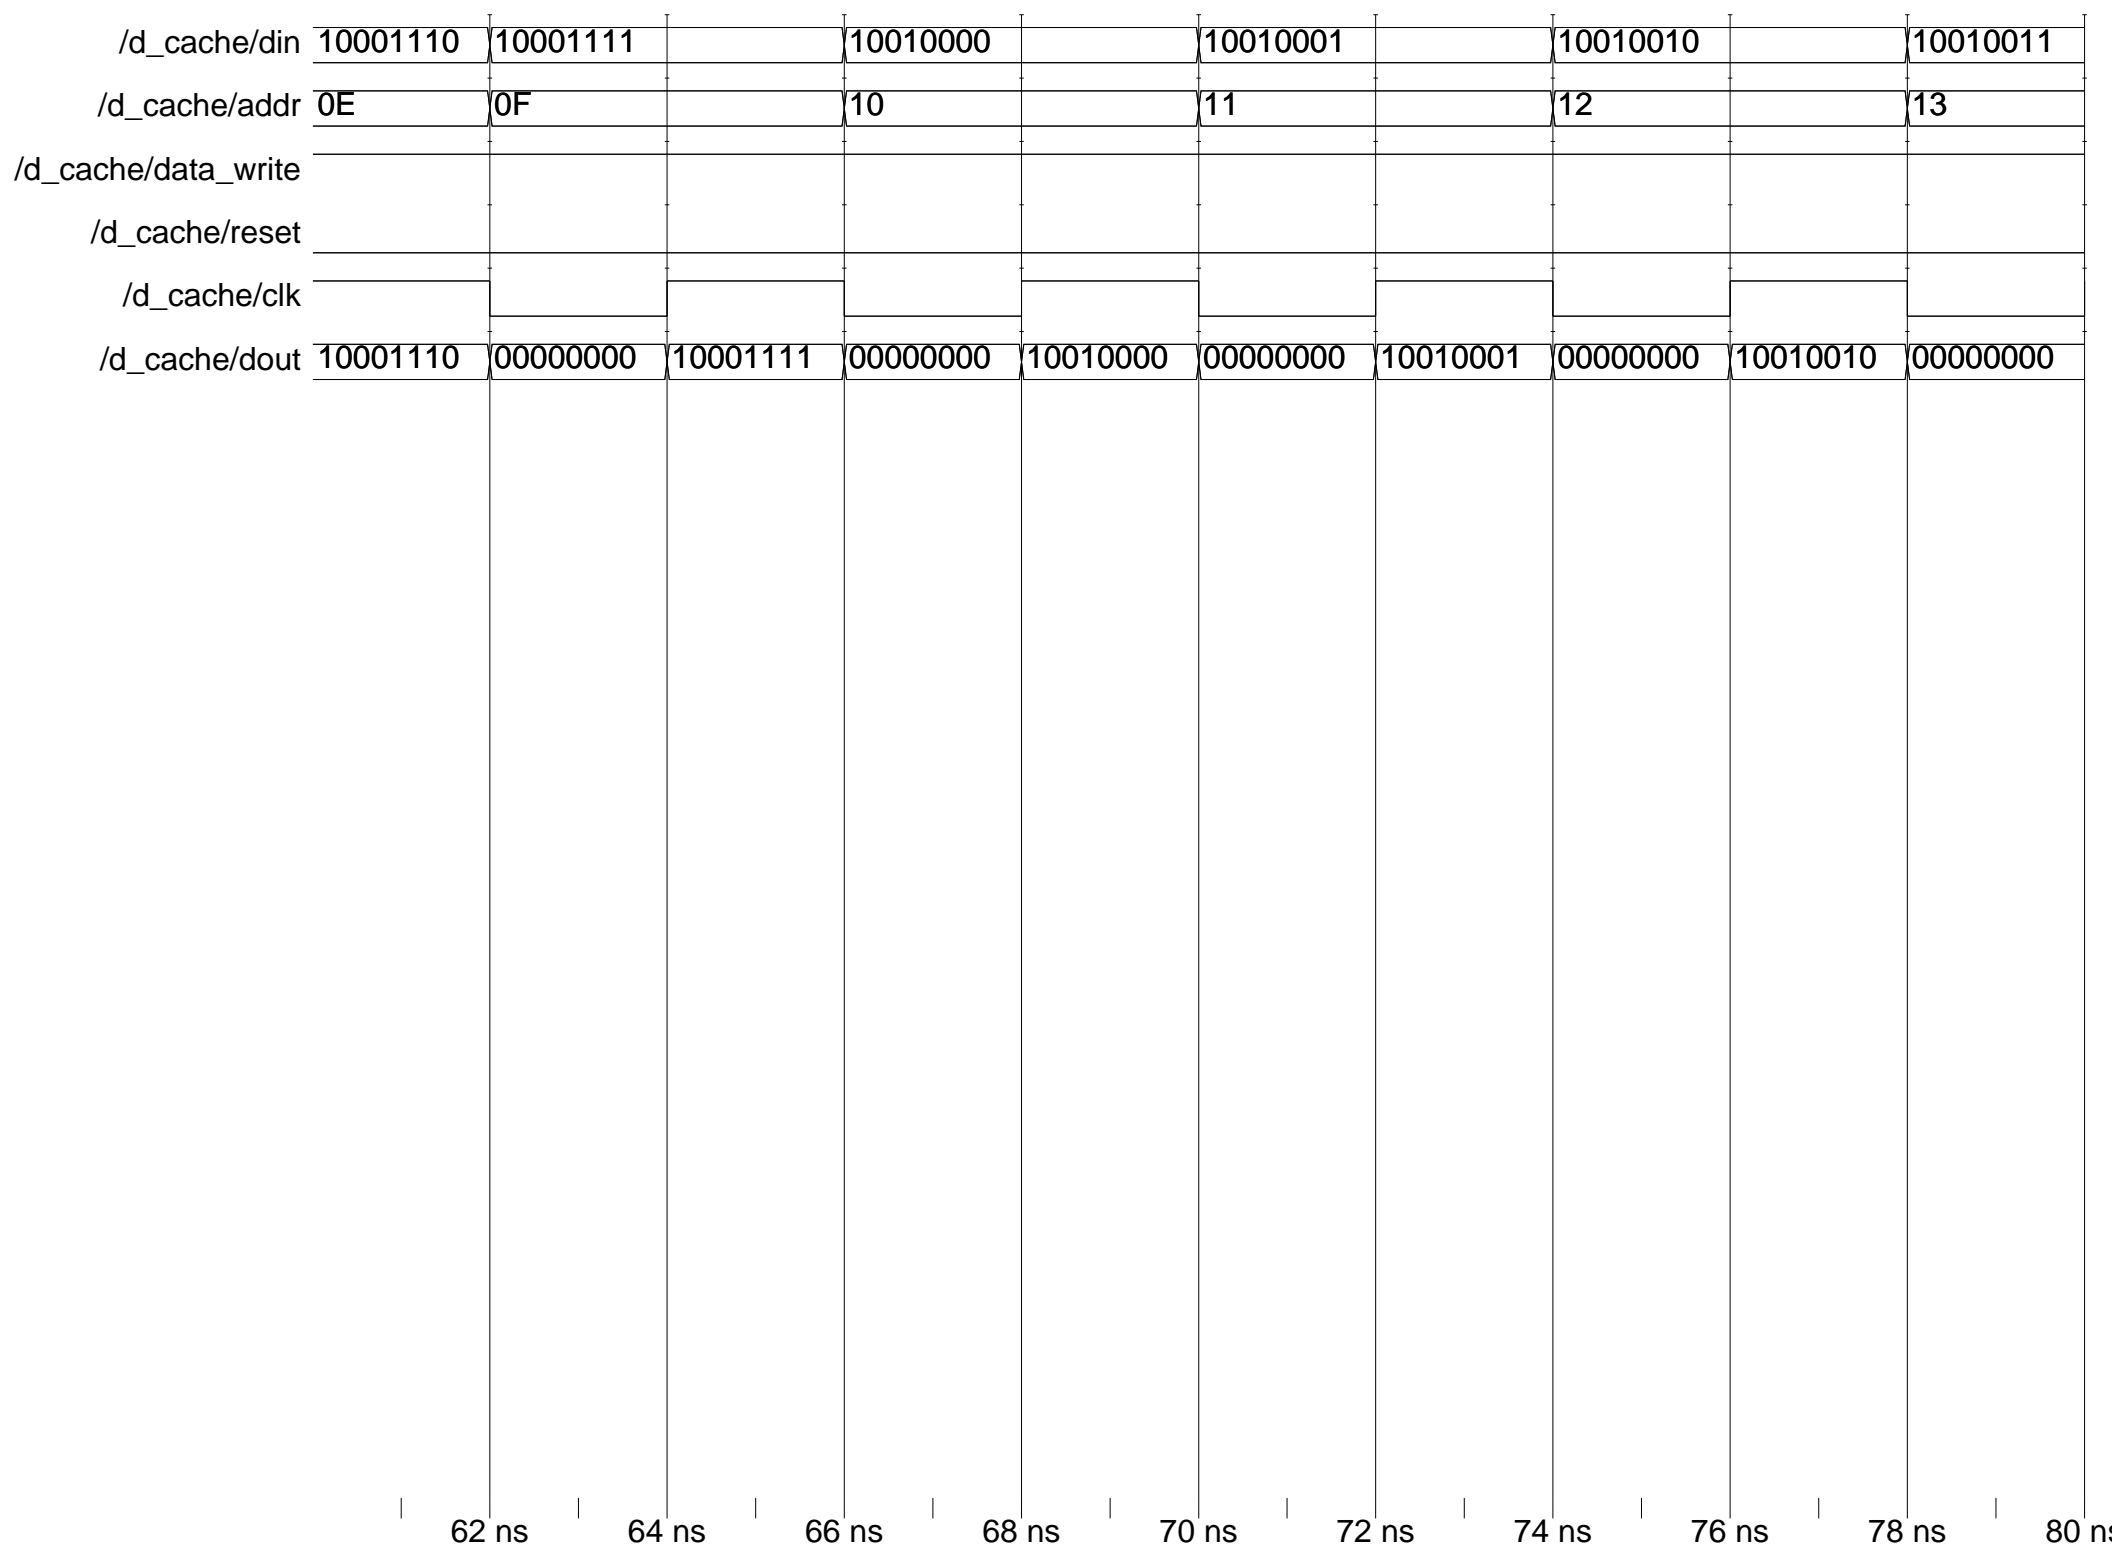 /d_cache/din 10001110 10001111 10010000 10010001 10010010 10010011
/d_cache/addr 0E 0F 10 11 12 13
/d_cache/data_write
/d_cache/reset
/d_cache/clk
/d_cache/dout 10001110 00000000 10001111 00000000 10010000 00000000 10010001 00000000 10010010 00000000
62 ns 64 ns 66 ns 68 ns 70 ns 72 ns 74 ns 76 ns 78 ns 80 ns